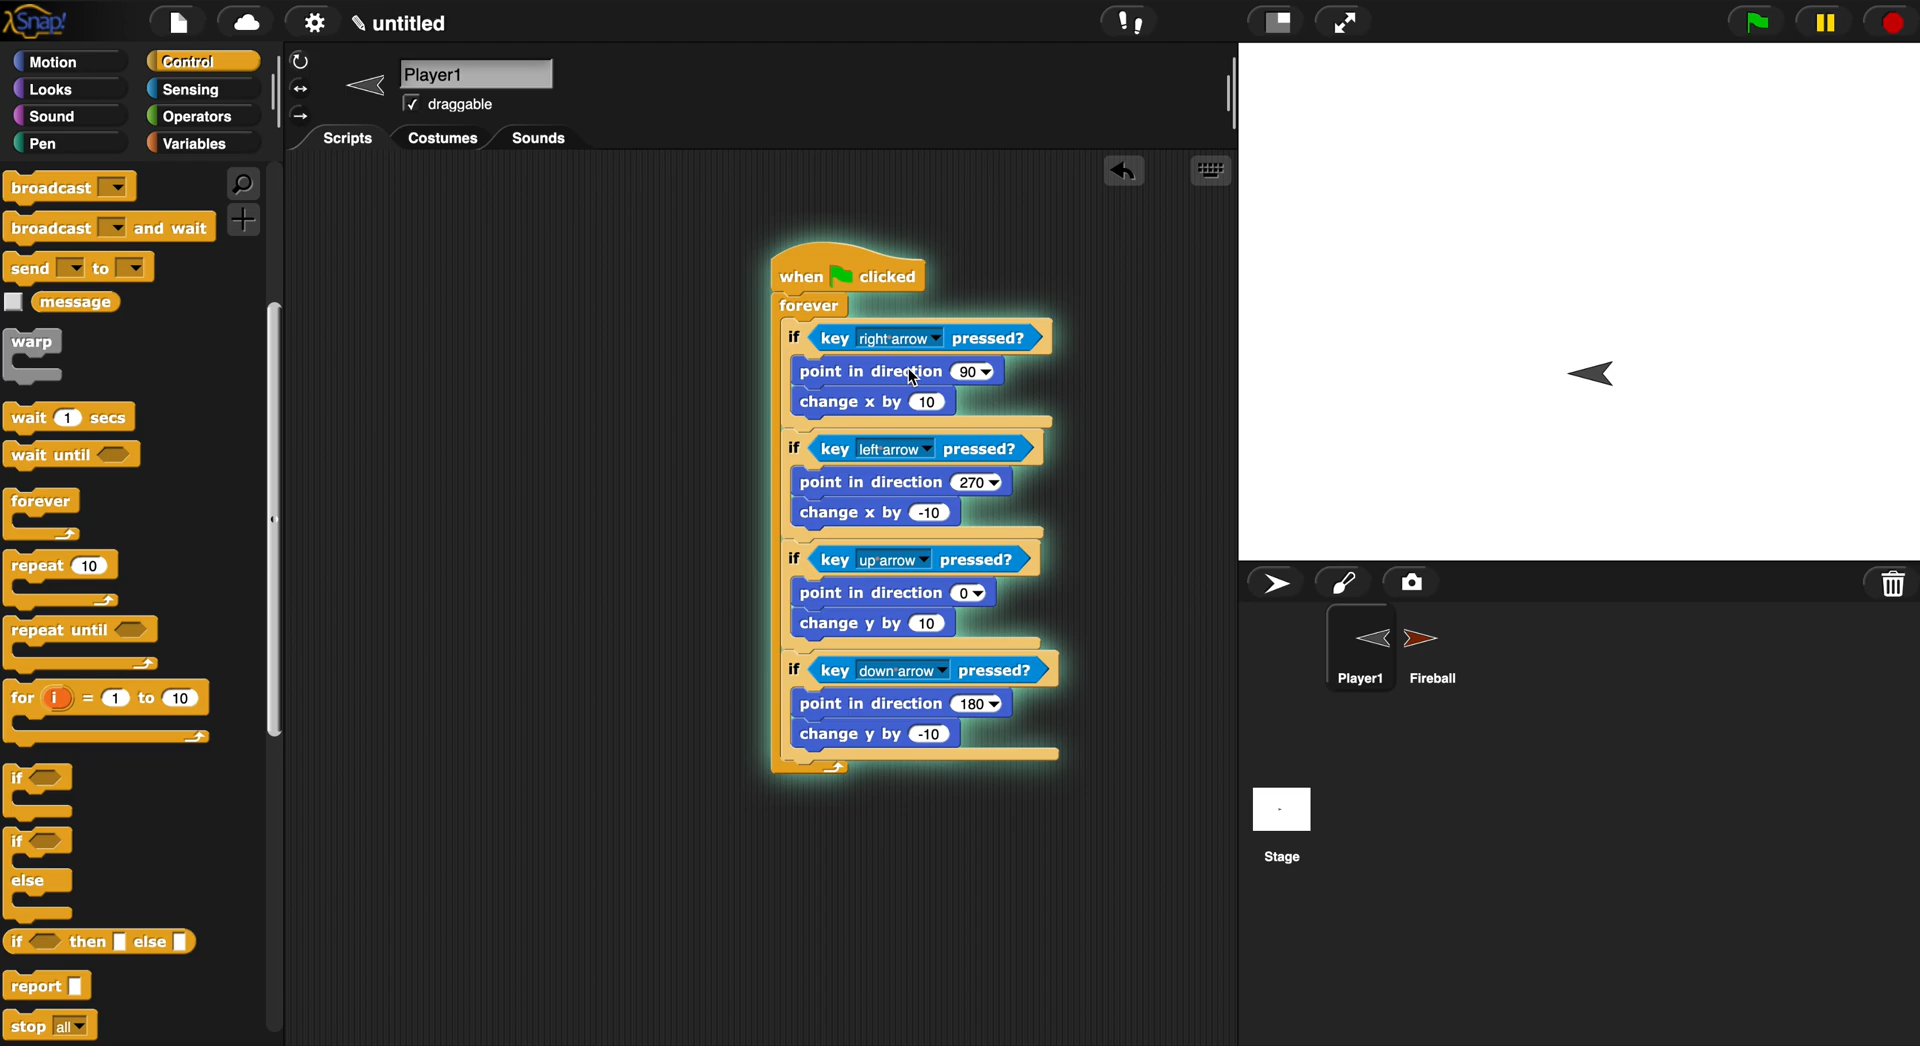 λSnap!
✎ untitled
Motion
Control
Looks
Sensing
Sound
Operators
Pen
Variables
Player1
draggable
Scripts
Costumes
Sounds
broadcast
broadcast and wait
send to
message
warp
wait 1 secs
wait until
forever
repeat 10
repeat until
for i = 1 to 10
if
if
else
if then else
report
stop all
when clicked
forever
if key right arrow pressed?
point in direction 90
change x by 10
if key left arrow pressed?
point in direction 270
change x by -10
if key up arrow pressed?
point in direction 0
change y by 10
if key down arrow pressed?
point in direction 180
change y by -10
Player1
Fireball
Stage